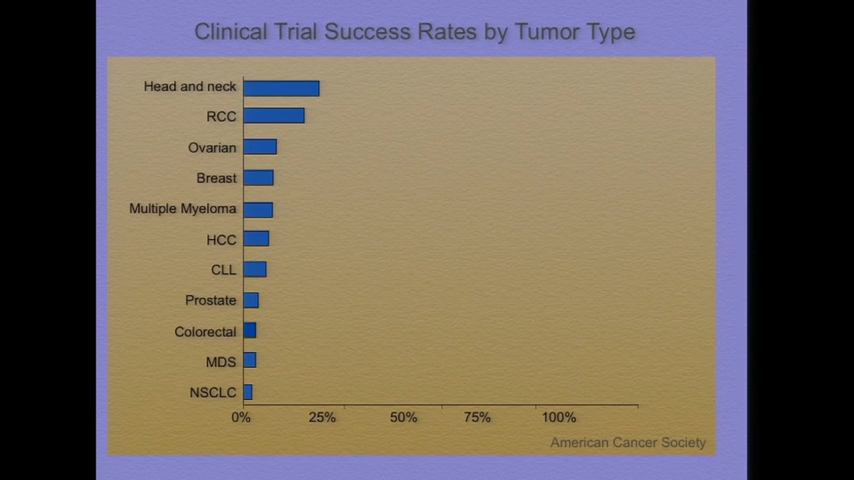 Clinical Trial Success Rates by Tumor Type
Head and neck
RCC
Ovarian
Breast
Multiple Myeloma
HCC
CLL
Prostate
Colorectal
MDS
NSCLC
0% 25% 50% 75% 100%
American Cancer Society